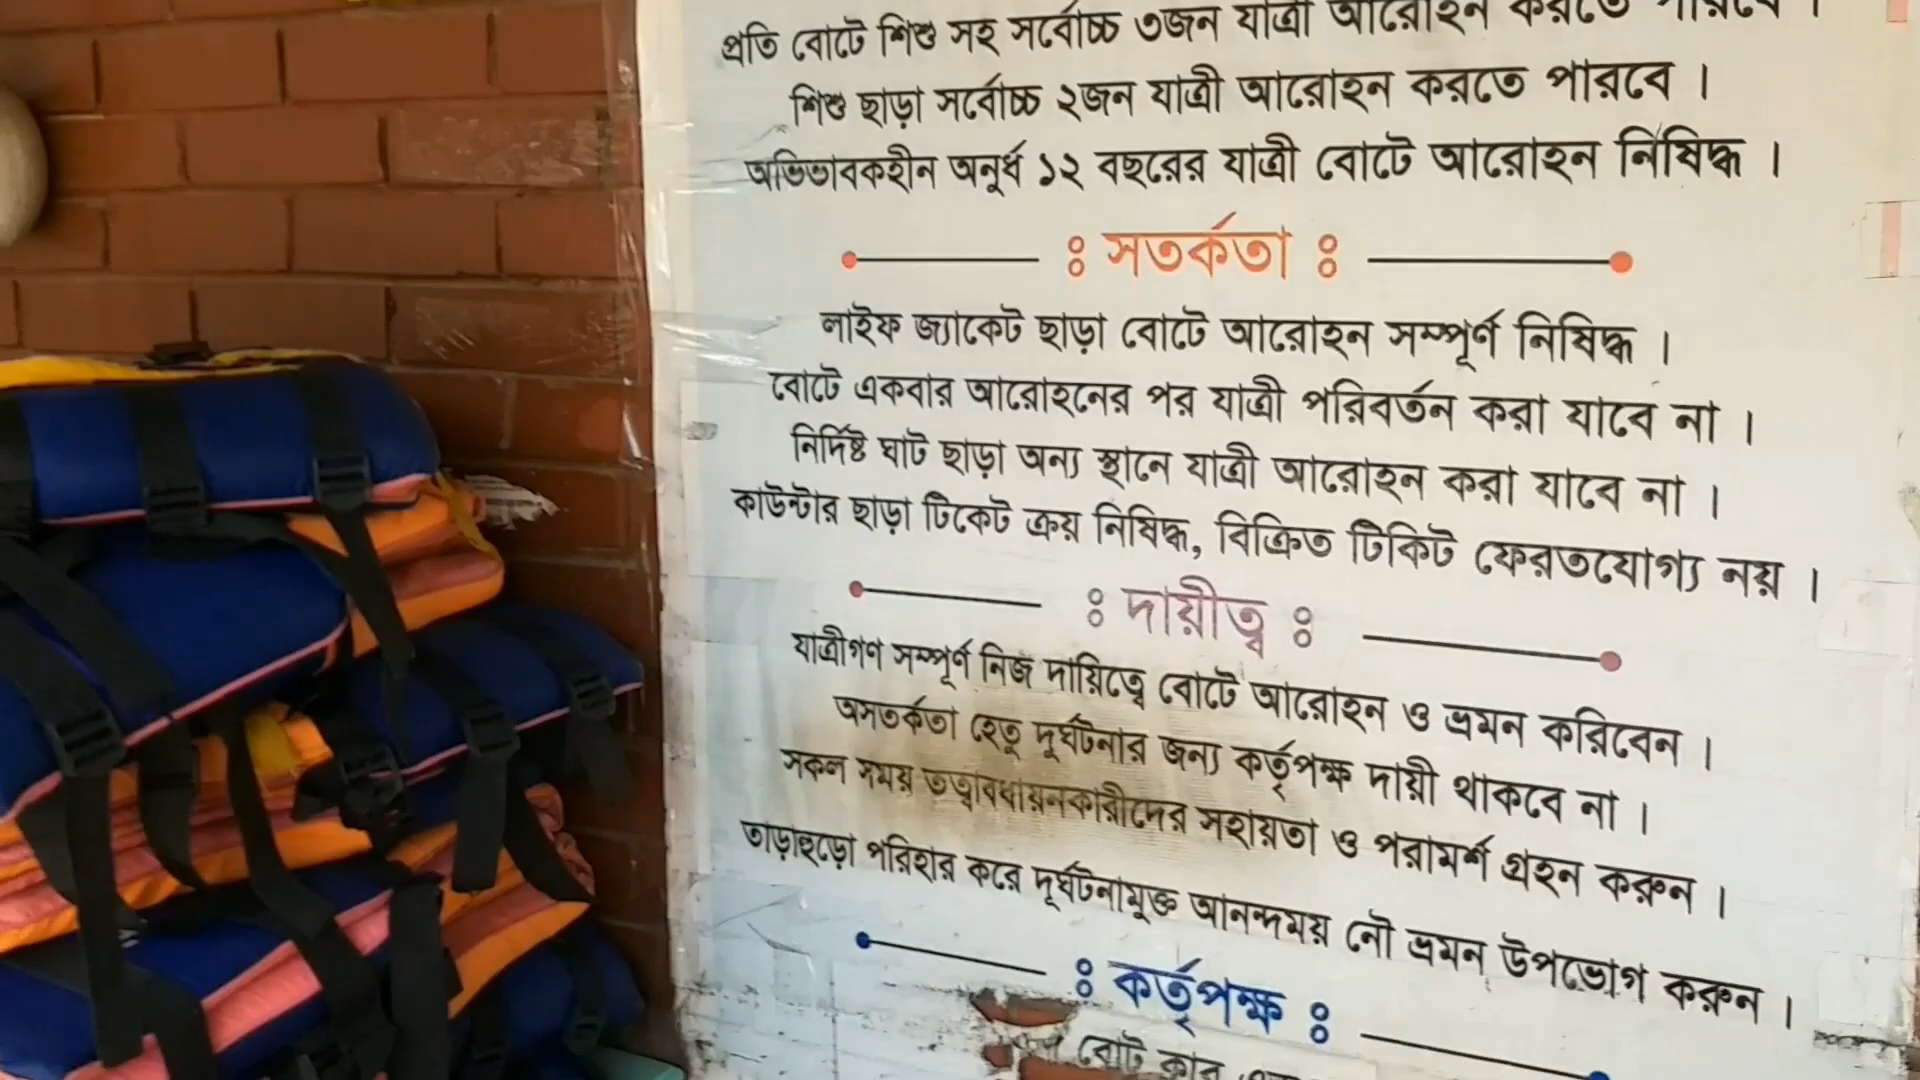 প্রতি বোটে শিশু সহ সর্বোচ্চ ৩জন যাত্রী আরোহন করতে পারবে ।
শিশু ছাড়া সর্বোচ্চ ২জন যাত্রী আরোহন করতে পারবে ।
অভিভাবকহীন অনুর্ধ ১২ বছরের যাত্রী বোটে আরোহন নিষিদ্ধ ।
ঃ সতর্কতা ঃ
লাইফ জ্যাকেট ছাড়া বোটে আরোহন সম্পূর্ণ নিষিদ্ধ ।
বোটে একবার আরোহনের পর যাত্রী পরিবর্তন করা যাবে না ।
নির্দিষ্ট ঘাট ছাড়া অন্য স্থানে যাত্রী আরোহন করা যাবে না ।
কাউন্টার ছাড়া টিকেট ক্রয় নিষিদ্ধ, বিক্রিত টিকিট ফেরতযোগ্য নয় ।
ঃ দায়ীত্ব ঃ
যাত্রীগণ সম্পূর্ণ নিজ দায়িত্বে বোটে আরোহন ও ভ্রমন করিবেন ।
অসতর্কতা হেতু দুর্ঘটনার জন্য কর্তৃপক্ষ দায়ী থাকবে না ।
সকল সময় তত্বাবধায়নকারীদের সহায়তা ও পরামর্শ গ্রহন করুন ।
তাড়াহুড়ো পরিহার করে দূর্ঘটনামুক্ত আনন্দময় নৌ ভ্রমন উপভোগ করুন ।
ঃ কর্তৃপক্ষ ঃ
বোট